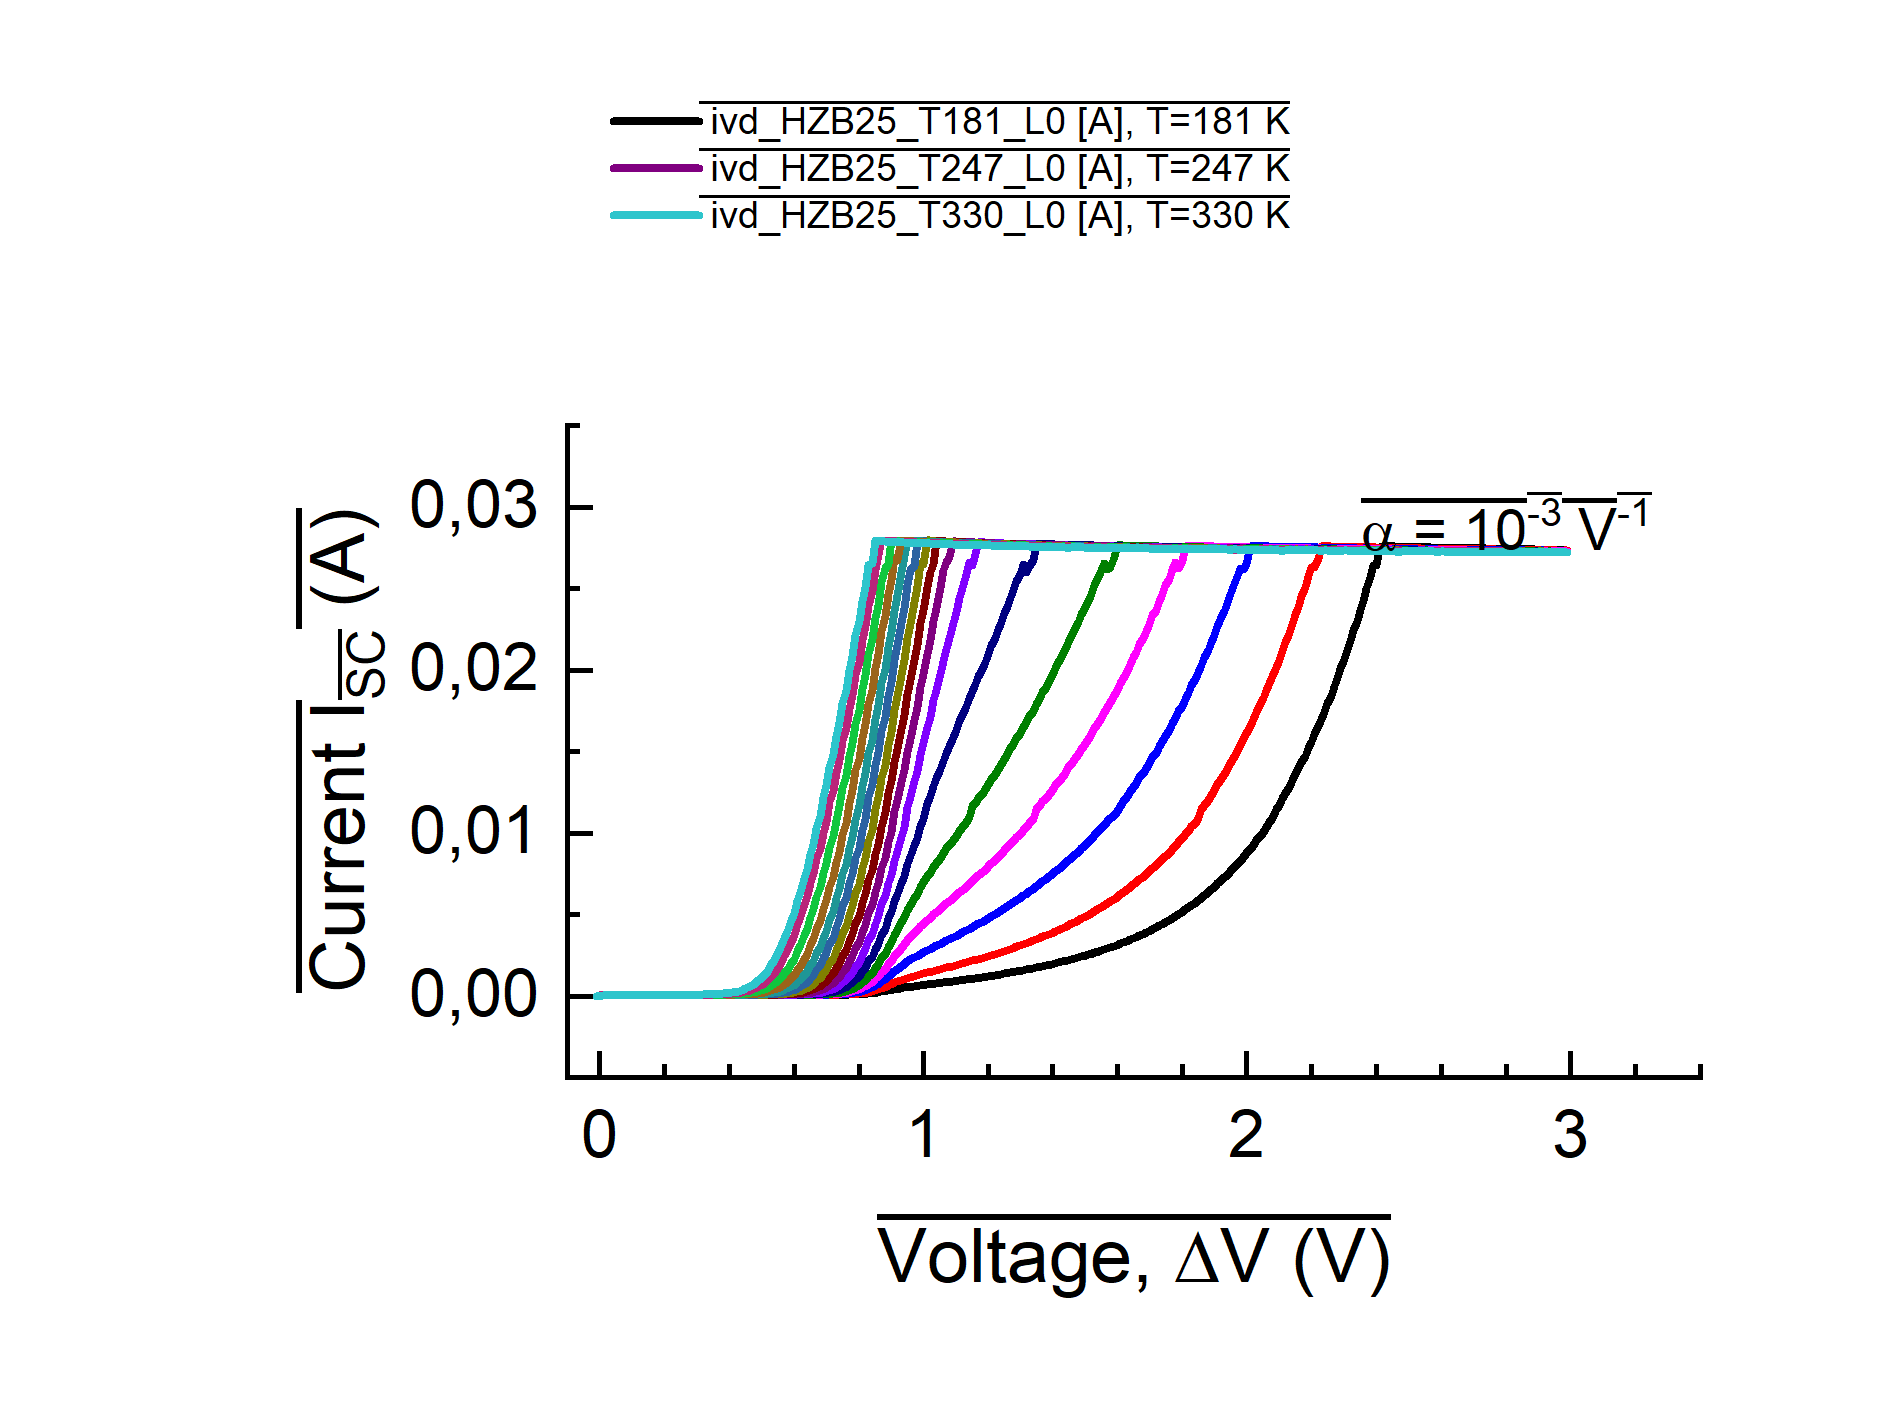 ivd_HZB25_T181_L0 [A], T=181 K
ivd_HZB25_T247_L0 [A], T=247 K
ivd_HZB25_T330_L0 [A], T=330 K
α = 10⁻³ V⁻¹
Current I_SC (A)
0,03
0,02
0,01
0,00
0 1 2 3
Voltage, ΔV (V)